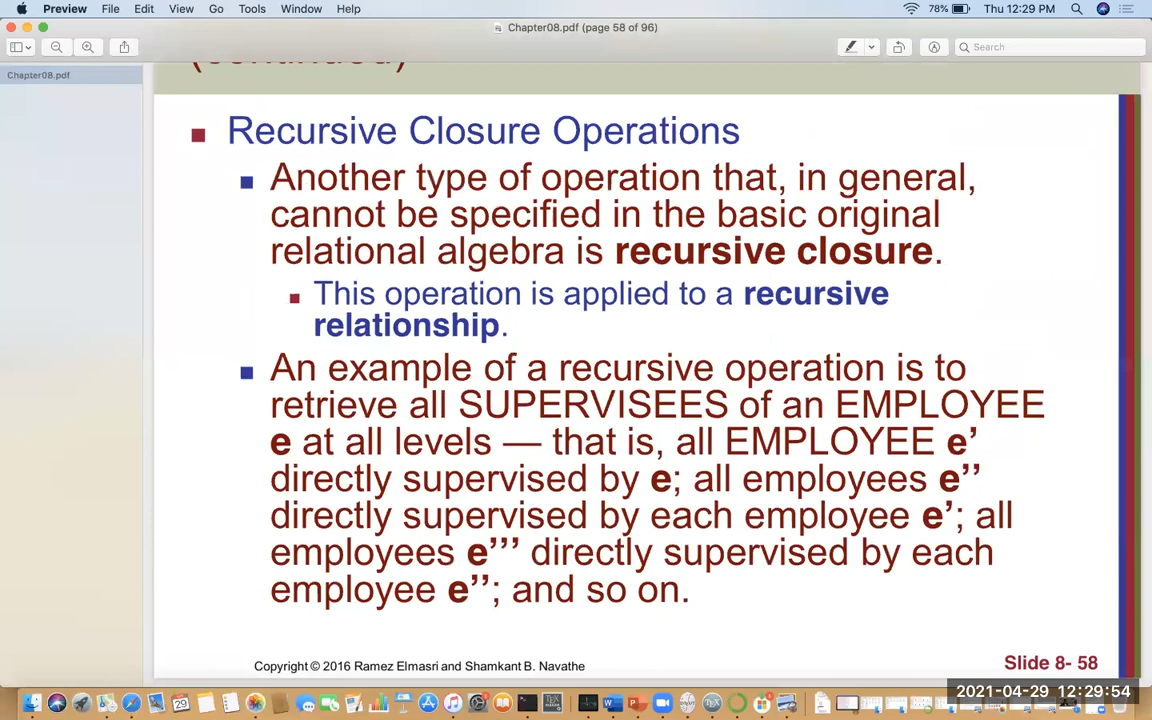 Preview File Edit View Go Tools Window Help 78% Thu 12:29 PM
Chapter08.pdf (page 58 of 96)
Search
Chapter08.pdf
(continued)
Recursive Closure Operations
Another type of operation that, in general,
cannot be specified in the basic original
relational algebra is recursive closure.
This operation is applied to a recursive
relationship.
An example of a recursive operation is to
retrieve all SUPERVISEES of an EMPLOYEE
e at all levels — that is, all EMPLOYEE e’
directly supervised by e; all employees e’’
directly supervised by each employee e’; all
employees e’’’ directly supervised by each
employee e’’; and so on.
Copyright © 2016 Ramez Elmasri and Shamkant B. Navathe
Slide 8- 58
2021-04-29 12:29:54